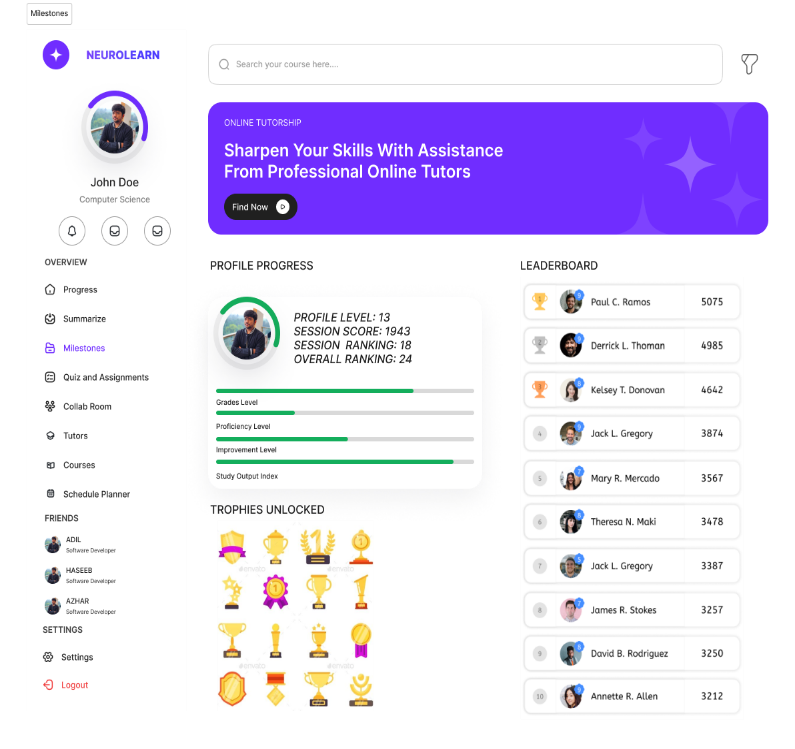 Milestones
NEUROLEARN
John Doe
Computer Science
OVERVIEW
Progress
Summarize
Milestones
Quiz and Assignments
Collab Room
Tutors
Courses
Schedule Planner
FRIENDS
ADIL
Software Developer
HASEEB
Software Developer
AZHAR
Software Developer
SETTINGS
Settings
Logout
Search your course here....
ONLINE TUTORSHIP
Sharpen Your Skills With Assistance
From Professional Online Tutors
Find Now
PROFILE PROGRESS
PROFILE LEVEL: 13
SESSION SCORE: 1943
SESSION RANKING: 18
OVERALL RANKING: 24
Grades Level
Proficiency Level
Improvement Level
Study Output Index
TROPHIES UNLOCKED
LEADERBOARD
1 Paul C. Ramos 5075
2 Derrick L. Thoman 4985
3 Kelsey T. Donovan 4642
4 Jack L. Gregory 3874
5 Mary R. Mercado 3567
6 Theresa N. Maki 3478
7 Jack L. Gregory 3387
8 James R. Stokes 3257
9 David B. Rodriguez 3250
10 Annette R. Allen 3212